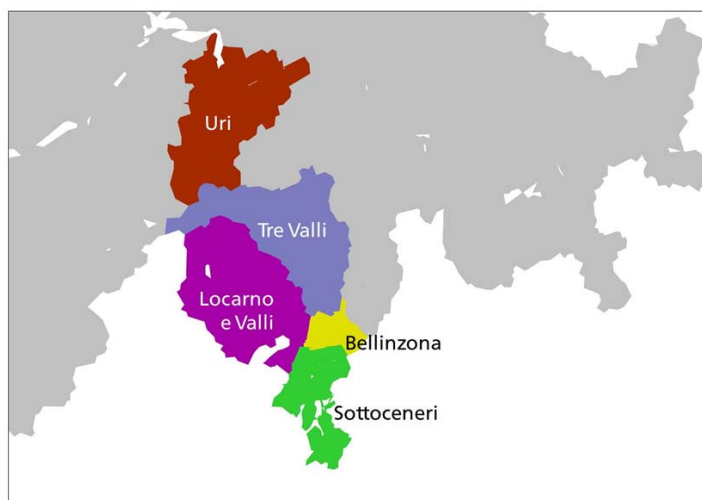 Uri
Tre Valli
Locarno
e Valli
Bellinzona
Sottoceneri